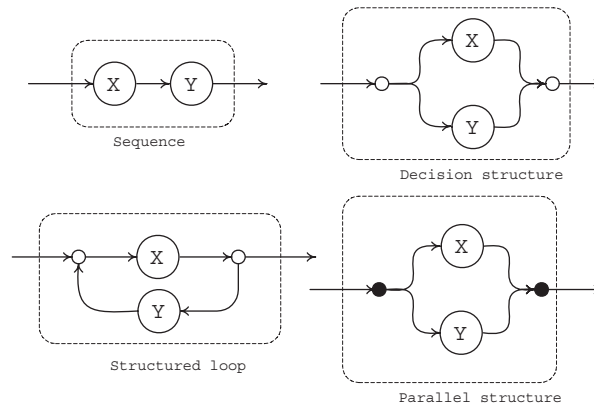 X
Y
Sequence
X
Y
Decision structure
X
Y
Structured loop
X
Y
Parallel structure